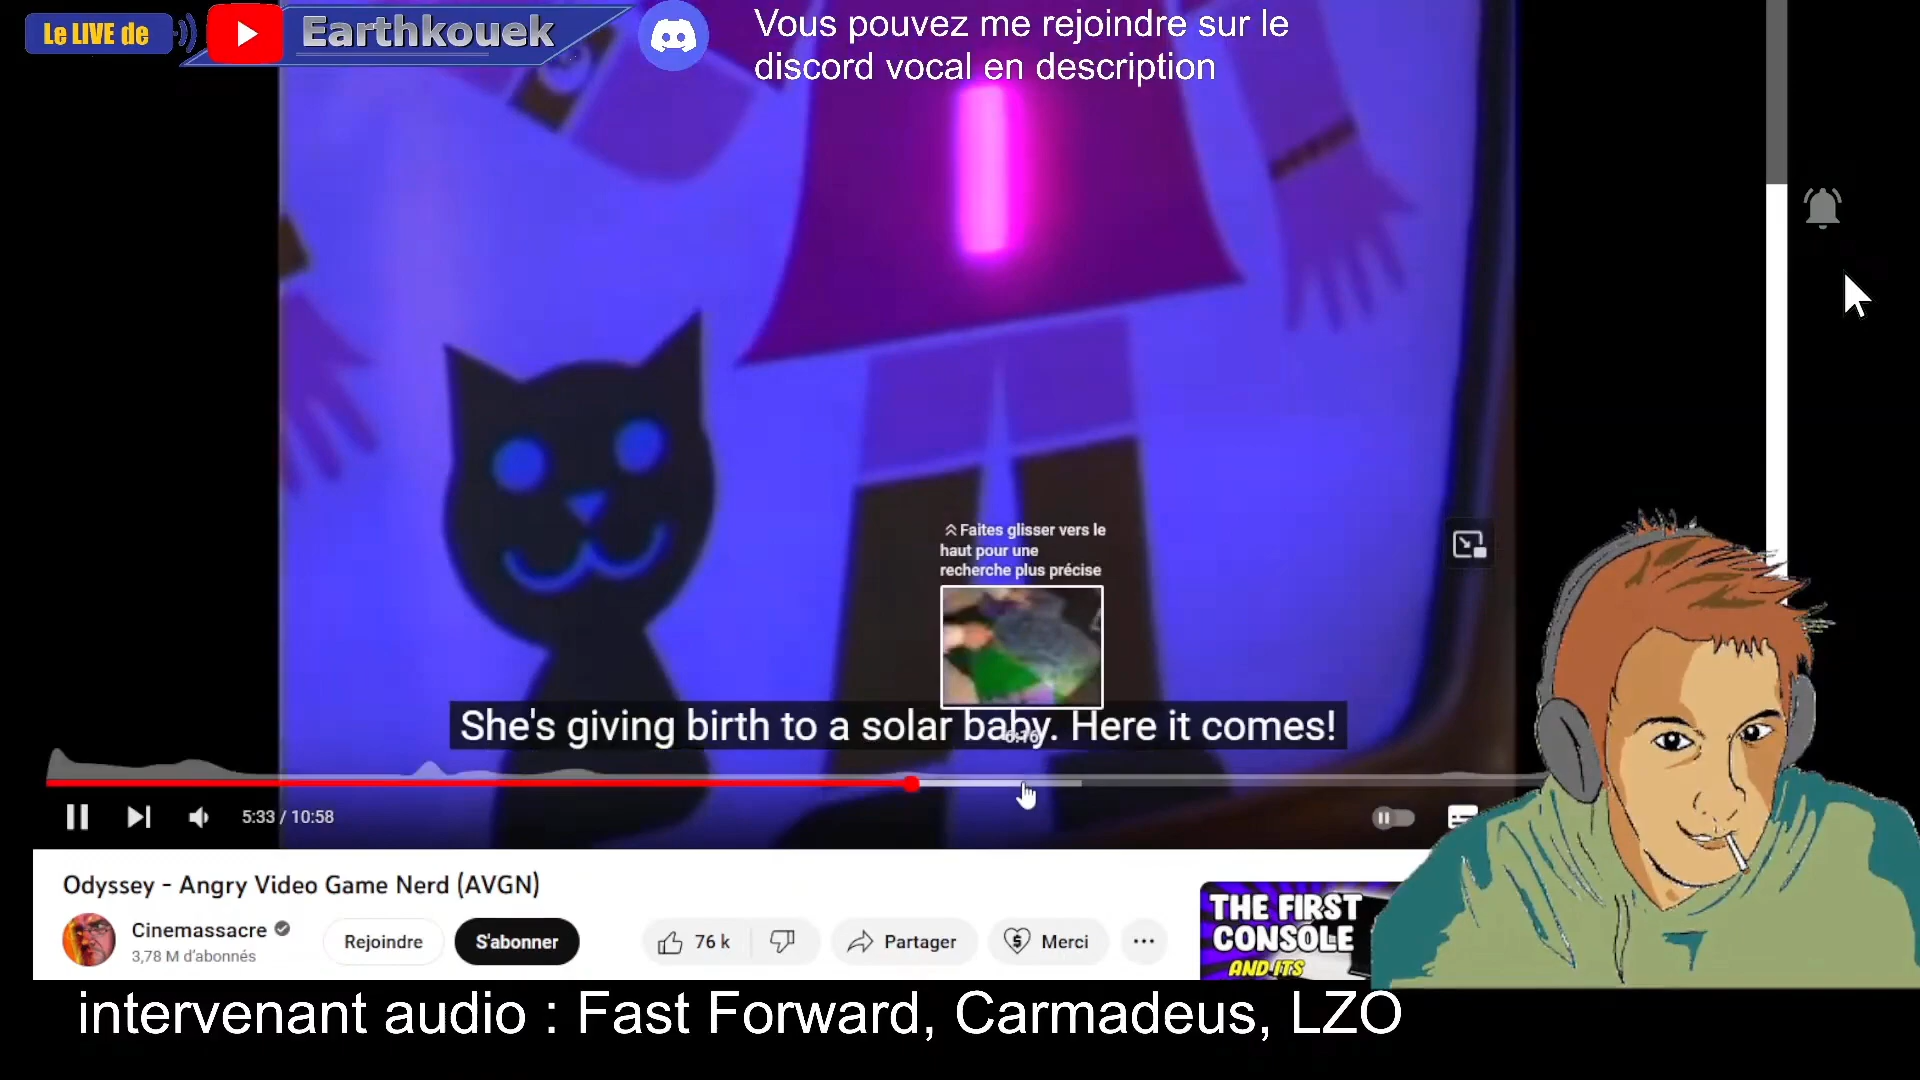 Le LIVE de
Earthkouek
Vous pouvez me rejoindre sur le
discord vocal en description
Faites glisser vers le
haut pour une
recherche plus précise
She's giving birth to a solar baby. Here it comes!
5:33 / 10:58
Odyssey - Angry Video Game Nerd (AVGN)
Cinemassacre
3,78 M d'abonnés
Rejoindre
S'abonner
76 k
Partager
Merci
THE FIRST
CONSOLE
AND ITS
intervenant audio : Fast Forward, Carmadeus, LZO